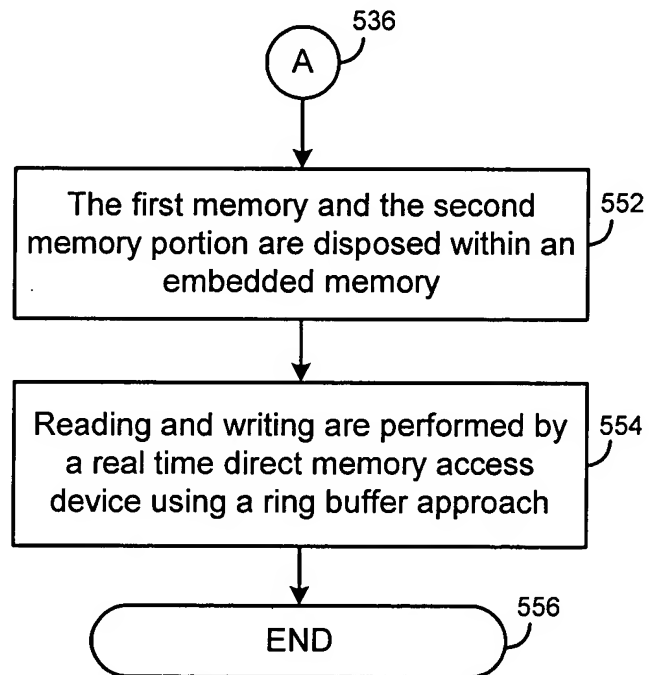 536
A
The first memory and the second
memory portion are disposed within an
embedded memory
552
Reading and writing are performed by
a real time direct memory access
device using a ring buffer approach
554
556
END